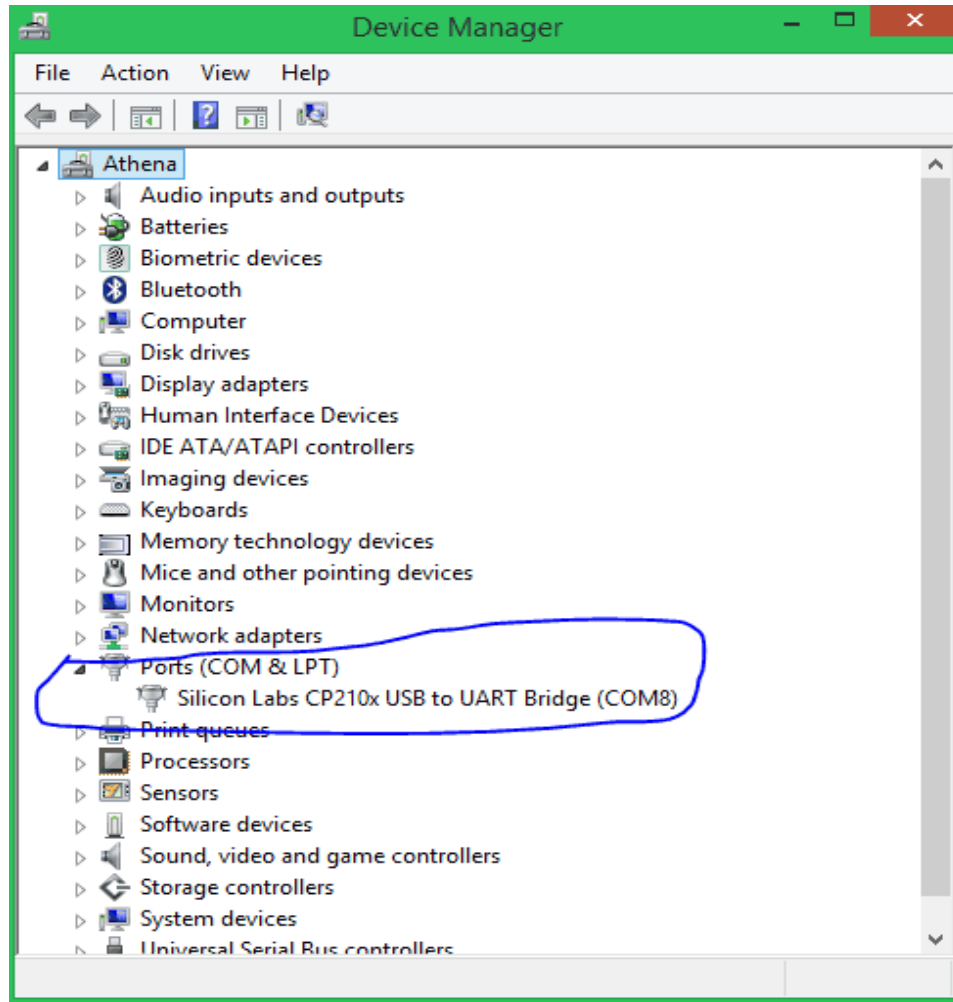 Device Manager
File Action View Help
Athena
Audio inputs and outputs
Batteries
Biometric devices
Bluetooth
Computer
Disk drives
Display adapters
Human Interface Devices
IDE ATA/ATAPI controllers
Imaging devices
Keyboards
Memory technology devices
Mice and other pointing devices
Monitors
Network adapters
Ports (COM & LPT)
Silicon Labs CP210x USB to UART Bridge (COM8)
Print queues
Processors
Sensors
Software devices
Sound, video and game controllers
Storage controllers
System devices
Universal Serial Bus controllers